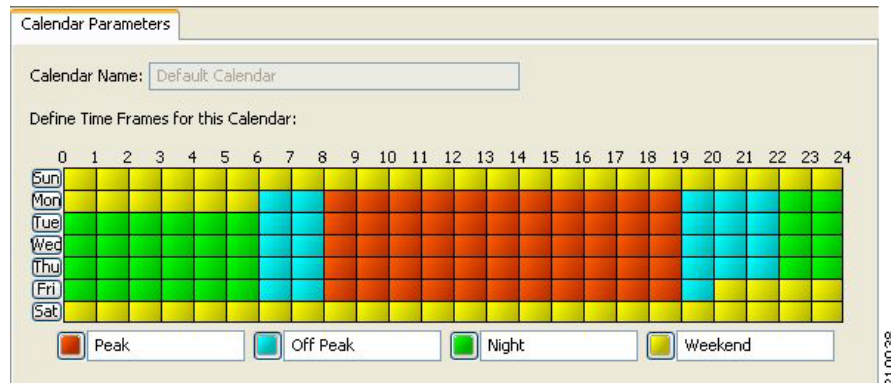 Calendar Parameters
Calendar Name: Default Calendar
Define Time Frames for this Calendar:
0 1 2 3 4 5 6 7 8 9 10 11 12 13 14 15 16 17 18 19 20 21 22 23 24
Sun
Mon
Tue
Wed
Thu
Fri
Sat
Peak Off Peak Night Weekend